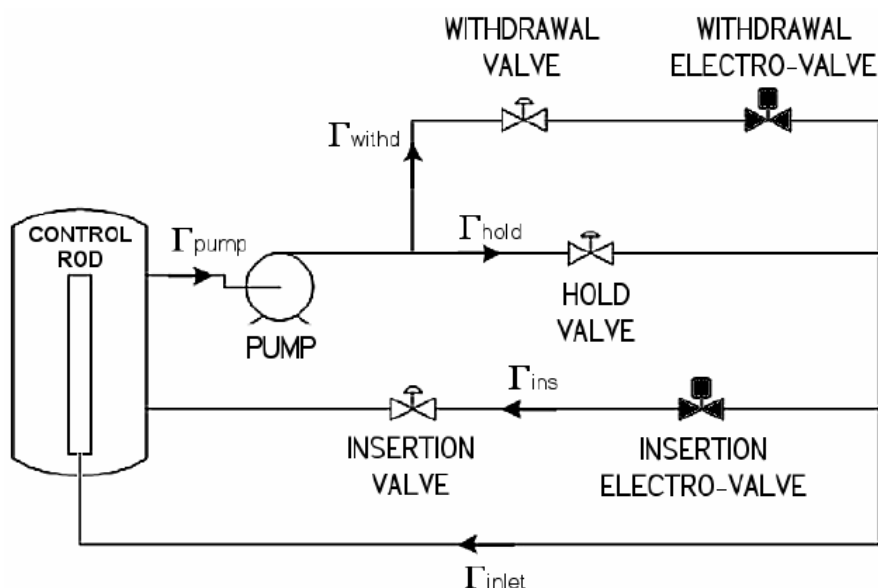 WITHDRAWAL
VALVE
WITHDRAWAL
ELECTRO-VALVE
Γwithd
CONTROL
ROD
Γpump
Γhold
PUMP
HOLD
VALVE
Γins
INSERTION
VALVE
INSERTION
ELECTRO-VALVE
Γinlet